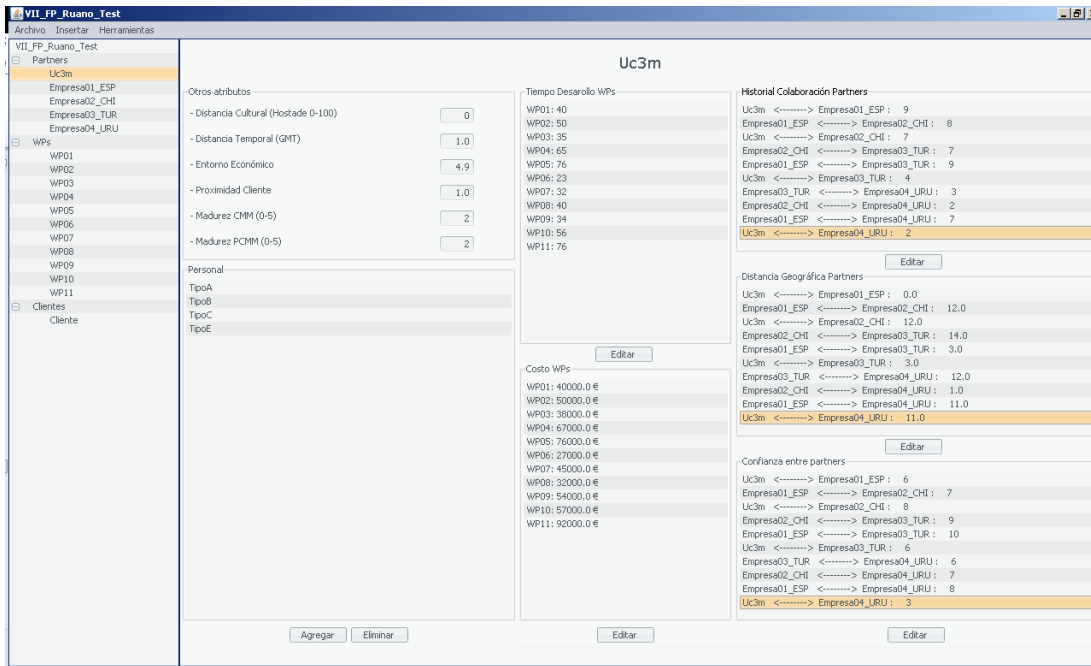 VII_FP_Ruano_Test
Archivo Insertar Herramientas
VII_FP_Ruano_Test
Partners
Uc3m
Empresa01_ESP
Empresa02_CHI
Empresa03_TUR
Empresa04_URU
WPs
WP01
WP02
WP03
WP04
WP05
WP06
WP07
WP08
WP09
WP10
WP11
Clientes
Cliente
Uc3m
Otros atributos
- Distancia Cultural (Hostade 0-100) 0
- Distancia Temporal (GMT) 1.0
- Entorno Económico 4.9
- Proximidad Cliente 1.0
- Madurez CMM (0-5) 2
- Madurez PCMM (0-5) 2
Personal
TipoA
TipoB
TipoC
TipoE
Agregar Eliminar
Tiempo Desarollo WPs
WP01: 40
WP02: 50
WP03: 35
WP04: 65
WP05: 76
WP06: 23
WP07: 32
WP08: 40
WP09: 34
WP10: 56
WP11: 76
Editar
Costo WPs
WP01: 40000.0 €
WP02: 50000.0 €
WP03: 38000.0 €
WP04: 67000.0 €
WP05: 76000.0 €
WP06: 27000.0 €
WP07: 45000.0 €
WP08: 32000.0 €
WP09: 54000.0 €
WP10: 57000.0 €
WP11: 92000.0 €
Editar
Historial Colaboración Partners
Uc3m <--------> Empresa01_ESP : 9
Empresa01_ESP <--------> Empresa02_CHI : 8
Uc3m <--------> Empresa02_CHI : 7
Empresa02_CHI <--------> Empresa03_TUR : 7
Empresa01_ESP <--------> Empresa03_TUR : 9
Uc3m <--------> Empresa03_TUR : 4
Empresa03_TUR <--------> Empresa04_URU : 3
Empresa02_CHI <--------> Empresa04_URU : 2
Empresa01_ESP <--------> Empresa04_URU : 7
Uc3m <--------> Empresa04_URU : 2
Editar
Distancia Geográfica Partners
Uc3m <--------> Empresa01_ESP : 0.0
Empresa01_ESP <--------> Empresa02_CHI : 12.0
Uc3m <--------> Empresa02_CHI : 12.0
Empresa02_CHI <--------> Empresa03_TUR : 14.0
Empresa01_ESP <--------> Empresa03_TUR : 3.0
Uc3m <--------> Empresa03_TUR : 3.0
Empresa03_TUR <--------> Empresa04_URU : 12.0
Empresa02_CHI <--------> Empresa04_URU : 1.0
Empresa01_ESP <--------> Empresa04_URU : 11.0
Uc3m <--------> Empresa04_URU : 11.0
Editar
Confianza entre partners
Uc3m <--------> Empresa01_ESP : 6
Empresa01_ESP <--------> Empresa02_CHI : 7
Uc3m <--------> Empresa02_CHI : 8
Empresa02_CHI <--------> Empresa03_TUR : 9
Empresa01_ESP <--------> Empresa03_TUR : 10
Uc3m <--------> Empresa03_TUR : 6
Empresa03_TUR <--------> Empresa04_URU : 6
Empresa02_CHI <--------> Empresa04_URU : 7
Empresa01_ESP <--------> Empresa04_URU : 8
Uc3m <--------> Empresa04_URU : 3
Editar